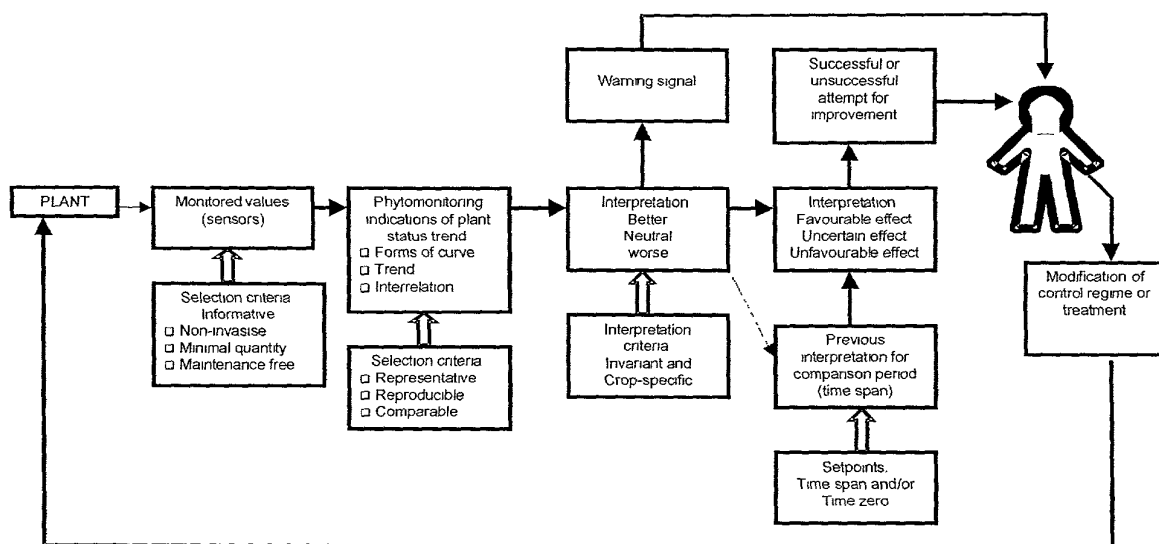 PLANT
Monitored values
(sensors)
Selection criteria
Informative
❑ Non-invasise
❑ Minimal quantity
❑ Maintenance free
Phytomonitoring
indications of plant
status trend
❑ Forms of curve
❑ Trend
❑ Interrelation
Selection criteria
❑ Representative
❑ Reproducible
❑ Comparable
Warning signal
Interpretation
Better
Neutral
worse
Interpretation
criteria
Invariant and
Crop-specific
Successful or
unsuccessful
attempt for
improvement
Interpretation
Favourable effect
Uncertain effect
Unfavourable effect
Previous
interpretation for
comparison period
(time span)
Setpoints.
Time span and/or
Time zero
Modification of
control regime or
treatment